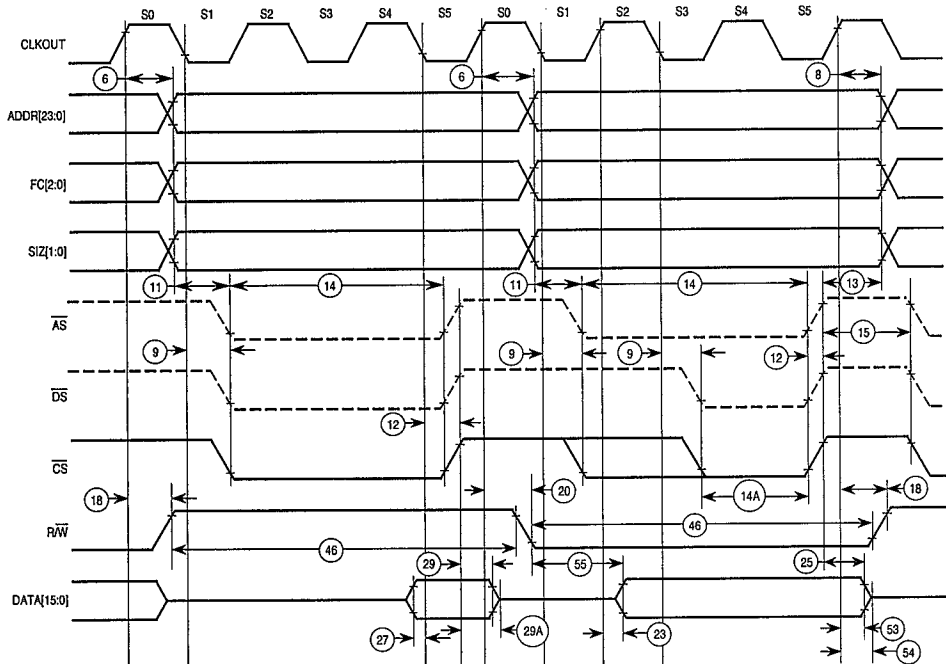 S0 S1 S2 S3 S4 S5 S0 S1 S2 S3 S4 S5
CLKOUT
6 6 8
ADDR[23:0]
FC[2:0]
SIZ[1:0]
11 14 11 14 13
AS
9 9 9 12 15
DS
12
CS
18 20 14A 18
R/W
46 46
29 55 25
DATA[15:0]
27 29A 23 53
54